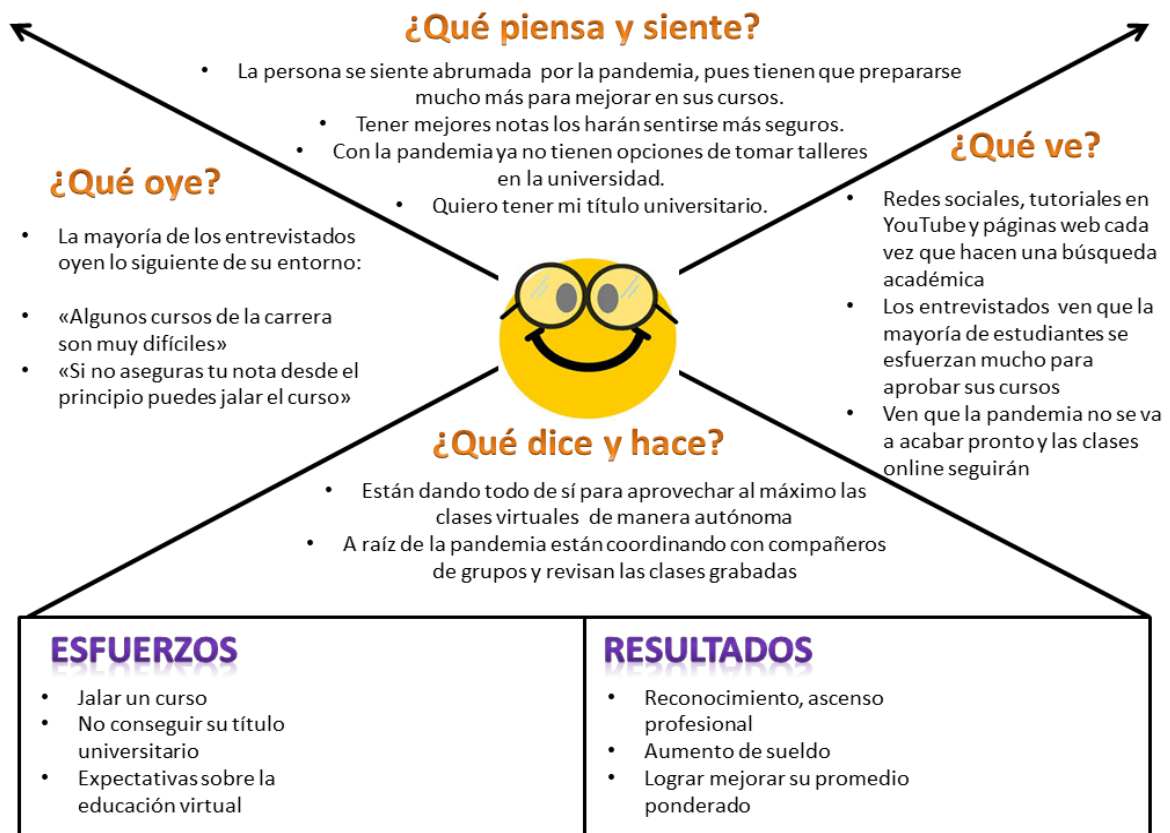 ¿Qué piensa y siente?
• La persona se siente abrumada por la pandemia, pues tienen que prepararse
mucho más para mejorar en sus cursos.
• Tener mejores notas los harán sentirse más seguros.
• Con la pandemia ya no tienen opciones de tomar talleres
en la universidad.
• Quiero tener mi título universitario.
¿Qué oye?
• La mayoría de los entrevistados
oyen lo siguiente de su entorno:
• «Algunos cursos de la carrera
son muy difíciles»
• «Si no aseguras tu nota desde el
principio puedes jalar el curso»
¿Qué ve?
• Redes sociales, tutoriales en
YouTube y páginas web cada
vez que hacen una búsqueda
académica
• Los entrevistados ven que la
mayoría de estudiantes se
esfuerzan mucho para
aprobar sus cursos
• Ven que la pandemia no se va
a acabar pronto y las clases
online seguirán
¿Qué dice y hace?
• Están dando todo de sí para aprovechar al máximo las
clases virtuales de manera autónoma
• A raíz de la pandemia están coordinando con compañeros
de grupos y revisan las clases grabadas
ESFUERZOS
• Jalar un curso
• No conseguir su título
universitario
• Expectativas sobre la
educación virtual
RESULTADOS
• Reconocimiento, ascenso
profesional
• Aumento de sueldo
• Lograr mejorar su promedio
ponderado